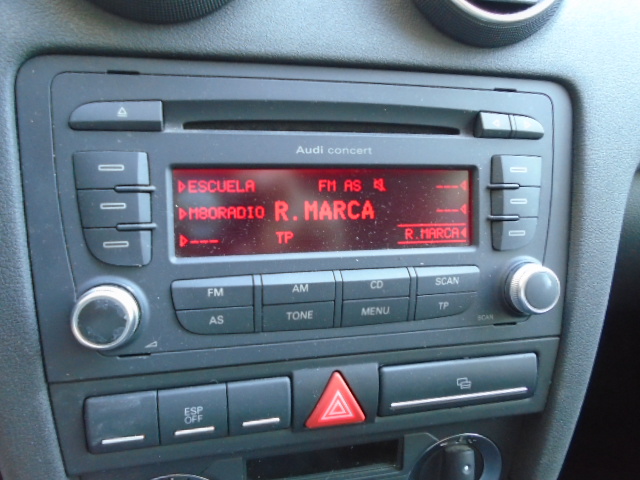 Audi concert
ESCUELA FM AS ---
M80RADIO R.MARCA ---
--- TP R.MARCA
FM AM CD SCAN
AS TONE MENU TP
SCAN
ESP OFF